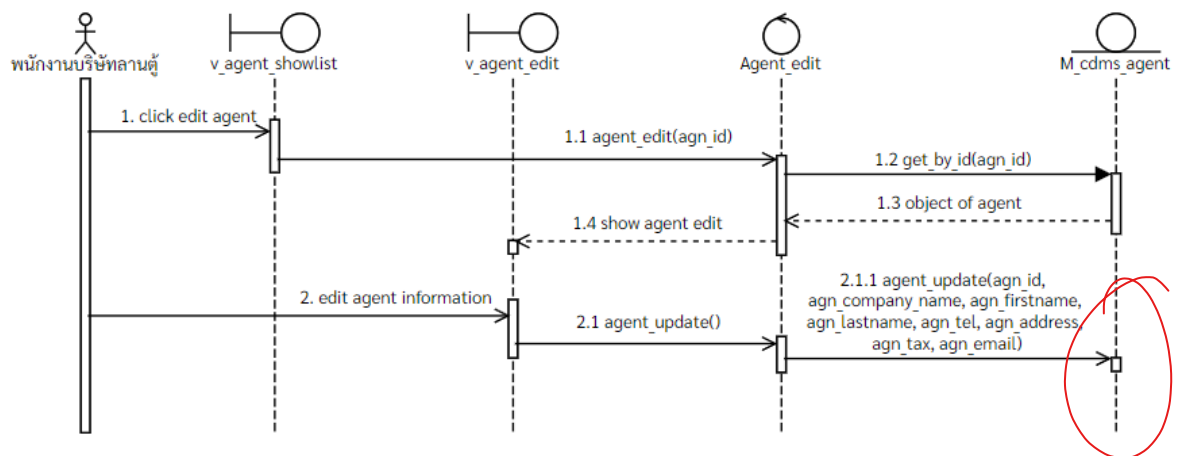 พนักงานบริษัทลานตู้
v_agent_showlist
v_agent_edit
Agent_edit
M_cdms_agent
1. click edit agent
1.1 agent_edit(agn_id)
1.2 get_by_id(agn_id)
1.3 object of agent
1.4 show agent edit
2. edit agent information
2.1 agent_update()
2.1.1 agent_update(agn_id,
agn_company_name, agn_firstname,
agn_lastname, agn_tel, agn_address,
agn_tax, agn_email)